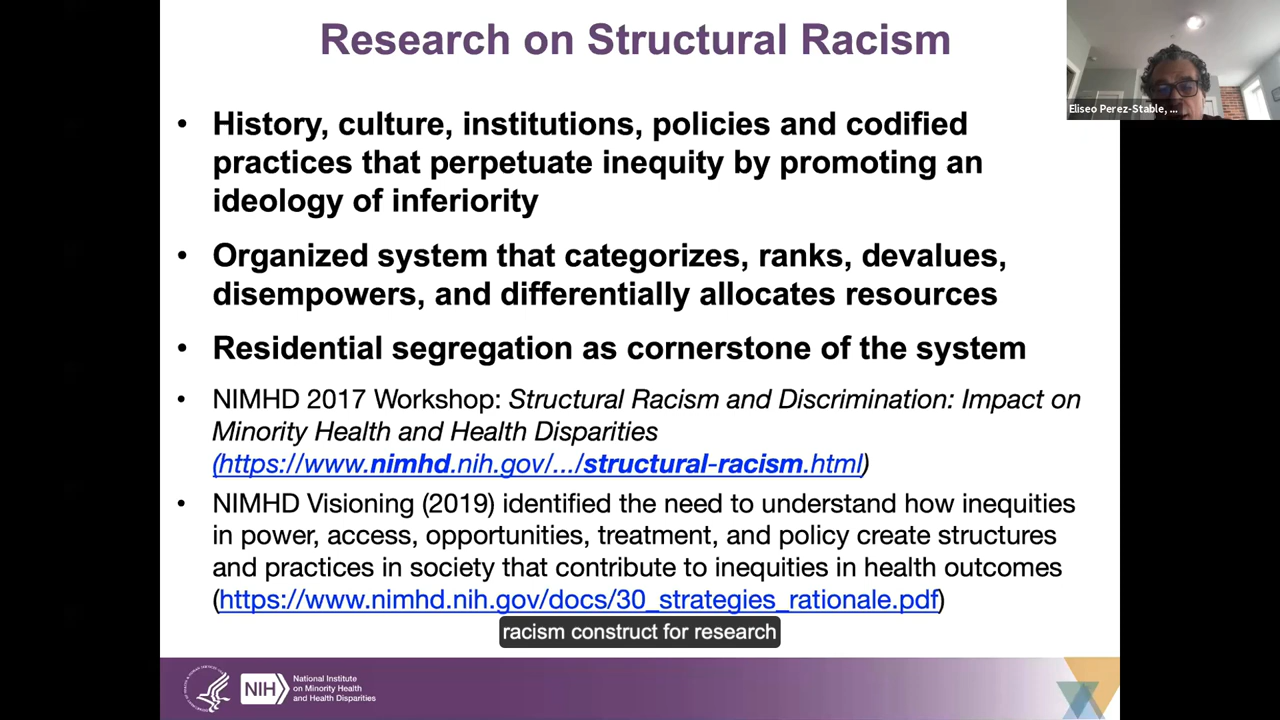 Research on Structural Racism
Eliseo Perez-Stable, ...
• History, culture, institutions, policies and codified
practices that perpetuate inequity by promoting an
ideology of inferiority
• Organized system that categorizes, ranks, devalues,
disempowers, and differentially allocates resources
• Residential segregation as cornerstone of the system
• NIMHD 2017 Workshop: Structural Racism and Discrimination: Impact on
Minority Health and Health Disparities
(https://www.nimhd.nih.gov/.../structural-racism.html)
• NIMHD Visioning (2019) identified the need to understand how inequities
in power, access, opportunities, treatment, and policy create structures
and practices in society that contribute to inequities in health outcomes
(https://www.nimhd.nih.gov/docs/30_strategies_rationale.pdf)
racism construct for research
NIH
National Institute
on Minority Health
and Health Disparities